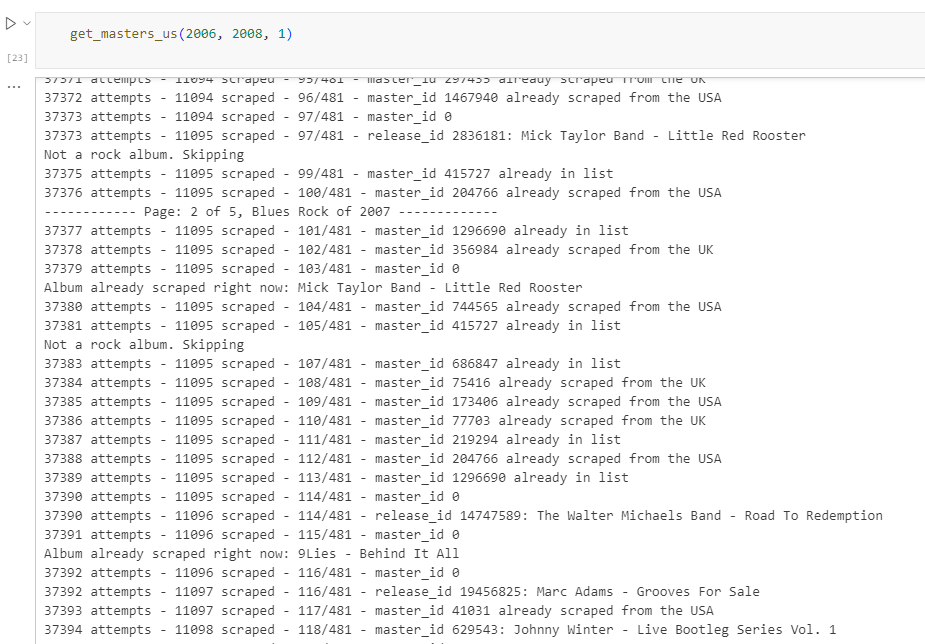 get_masters_us(2006, 2008, 1)
[23]
...
37371 attempts - 11094 scraped - 95/481 - master_id 297435 already scraped from the UK
37372 attempts - 11094 scraped - 96/481 - master_id 1467940 already scraped from the USA
37373 attempts - 11094 scraped - 97/481 - master_id 0
37373 attempts - 11095 scraped - 97/481 - release_id 2836181: Mick Taylor Band - Little Red Rooster
Not a rock album. Skipping
37375 attempts - 11095 scraped - 99/481 - master_id 415727 already in list
37376 attempts - 11095 scraped - 100/481 - master_id 204766 already scraped from the USA
------------ Page: 2 of 5, Blues Rock of 2007 -------------
37377 attempts - 11095 scraped - 101/481 - master_id 1296690 already in list
37378 attempts - 11095 scraped - 102/481 - master_id 356984 already scraped from the UK
37379 attempts - 11095 scraped - 103/481 - master_id 0
Album already scraped right now: Mick Taylor Band - Little Red Rooster
37380 attempts - 11095 scraped - 104/481 - master_id 744565 already scraped from the USA
37381 attempts - 11095 scraped - 105/481 - master_id 415727 already in list
Not a rock album. Skipping
37383 attempts - 11095 scraped - 107/481 - master_id 686847 already in list
37384 attempts - 11095 scraped - 108/481 - master_id 75416 already scraped from the UK
37385 attempts - 11095 scraped - 109/481 - master_id 173406 already scraped from the USA
37386 attempts - 11095 scraped - 110/481 - master_id 77703 already scraped from the UK
37387 attempts - 11095 scraped - 111/481 - master_id 219294 already in list
37388 attempts - 11095 scraped - 112/481 - master_id 204766 already scraped from the USA
37389 attempts - 11095 scraped - 113/481 - master_id 1296690 already in list
37390 attempts - 11095 scraped - 114/481 - master_id 0
37390 attempts - 11096 scraped - 114/481 - release_id 14747589: The Walter Michaels Band - Road To Redemption
37391 attempts - 11096 scraped - 115/481 - master_id 0
Album already scraped right now: 9Lies - Behind It All
37392 attempts - 11096 scraped - 116/481 - master_id 0
37392 attempts - 11097 scraped - 116/481 - release_id 19456825: Marc Adams - Grooves For Sale
37393 attempts - 11097 scraped - 117/481 - master_id 41031 already scraped from the USA
37394 attempts - 11098 scraped - 118/481 - master_id 629543: Johnny Winter - Live Bootleg Series Vol. 1